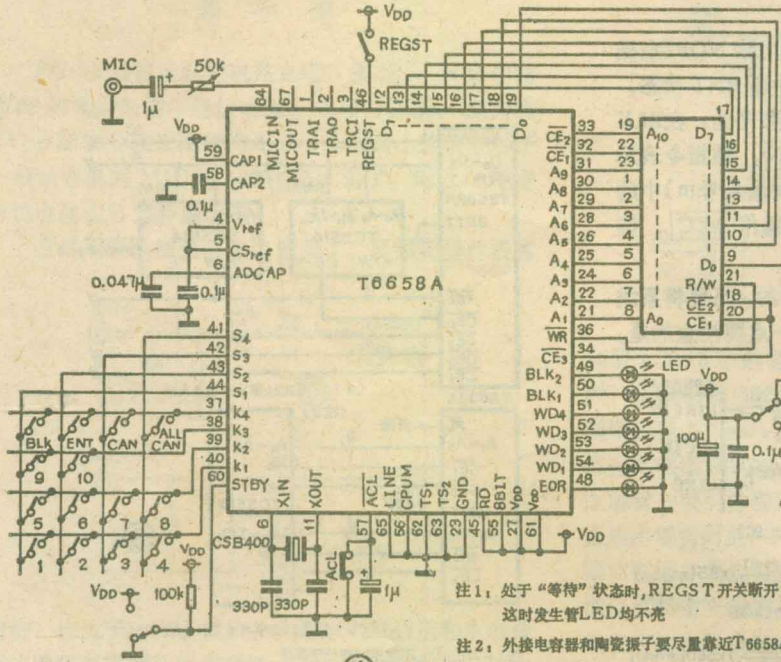 VDD
REGST
MIC
50k
1μ
64 67 1 2 3 46 12 13 14 15 16 17 18 19
MICIN MICOUT TRAI TRAO TRCI REGST D7 D0
VDD
59 CAP1
58 CAP2
0.1μ
4 Vref
5 CSref
6 ADCAP
0.047μ
0.1μ
T6658A
41 S4
42 S3
43 S2
44 S1
37 K4
38 K3
39 K2
40 K1
60 STBY
BLK ENT CAN ALL CAN
9 10
5 6 7 8
1 2 3 4
CE2 33 19 A10 D7 17
CE1 32 22 16
A9 31 23 15
A8 30 1 14
A7 29 2 13
A6 28 3 11
A5 26 4 10
A4 25 5 D0 9
A3 24 6 R/W 21
A2 22 7 CE2 18
A1 21 8 A0 CE1 20
WR 36
CE3 34
BLK2 49 LED
BLK1 50
WD4 51
WD3 52
WD2 53
WD1 54
EOR 48
VDD
100μ
0.1μ
XIN XOUT ACL LINE CPUM TS1 TS2 GND RD 8BIT VDD VDD
6 11 57 65 56 62 63 23 45 55 27 61
VDD
CSB400
330P 330P
ACL
1μ
VDD
100k
VDD
注1：处于“等待”状态时，REGST开关断开
这时发生管LED均不亮
注2：外接电容器和陶瓷振子要尽量靠近T6658